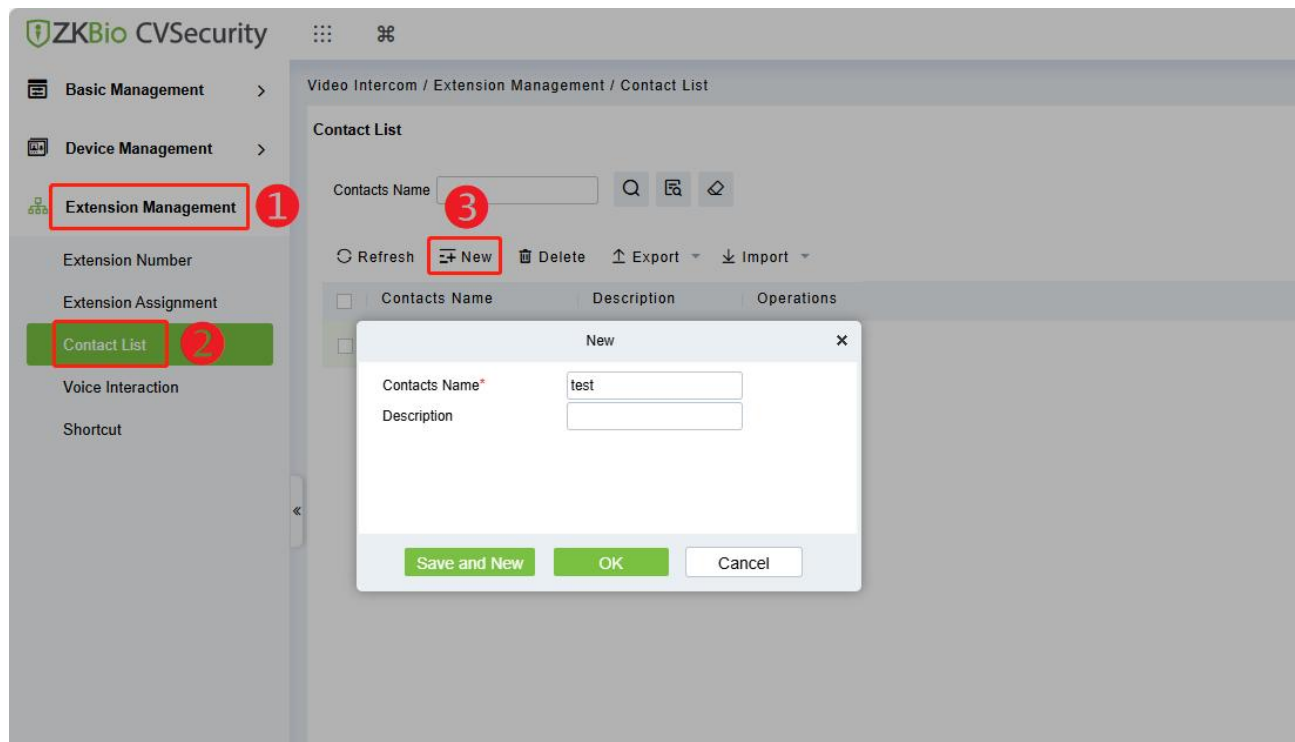 ZKBio CVSecurity
Basic Management
Device Management
1
Extension Management
Extension Number
Extension Assignment
2
Contact List
Voice Interaction
Shortcut
Video Intercom / Extension Management / Contact List
Contact List
Contacts Name
3
Refresh New Delete Export Import
Contacts Name Description Operations
New
Contacts Name* test
Description
Save and New OK Cancel